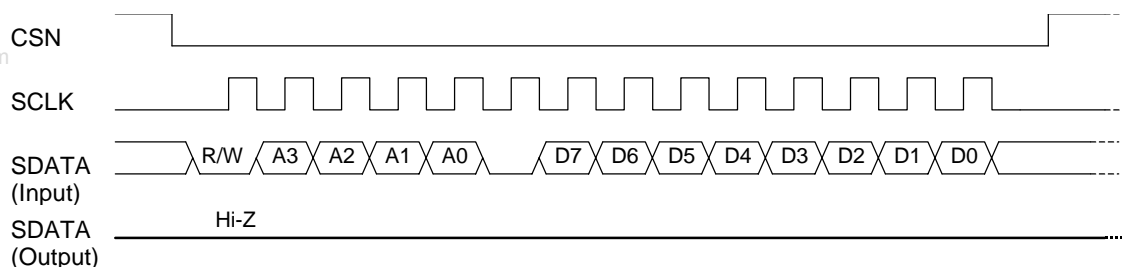 CSN
m
SCLK
SDATA
(Input)
R/W A3 A2 A1 A0 D7 D6 D5 D4 D3 D2 D1 D0
SDATA
(Output)
Hi-Z